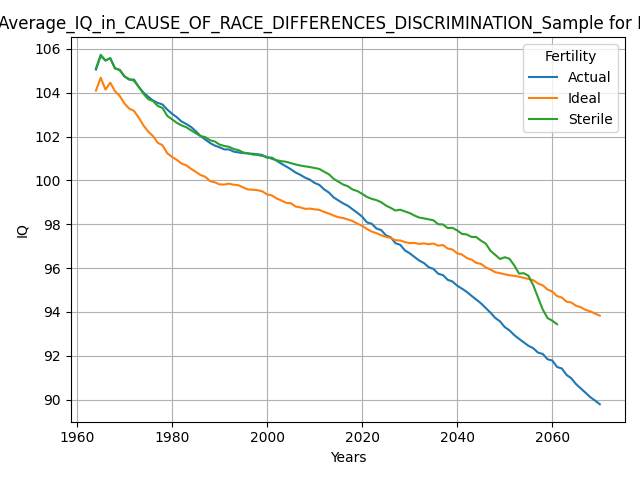 Average_IQ_in_CAUSE_OF_RACE_DIFFERENCES_DISCRIMINATION_Sample for
106
104
102
100
98
96
94
92
90
IQ
Fertility
Actual
Ideal
Sterile
1960
1980
2000
2020
2040
2060
Years